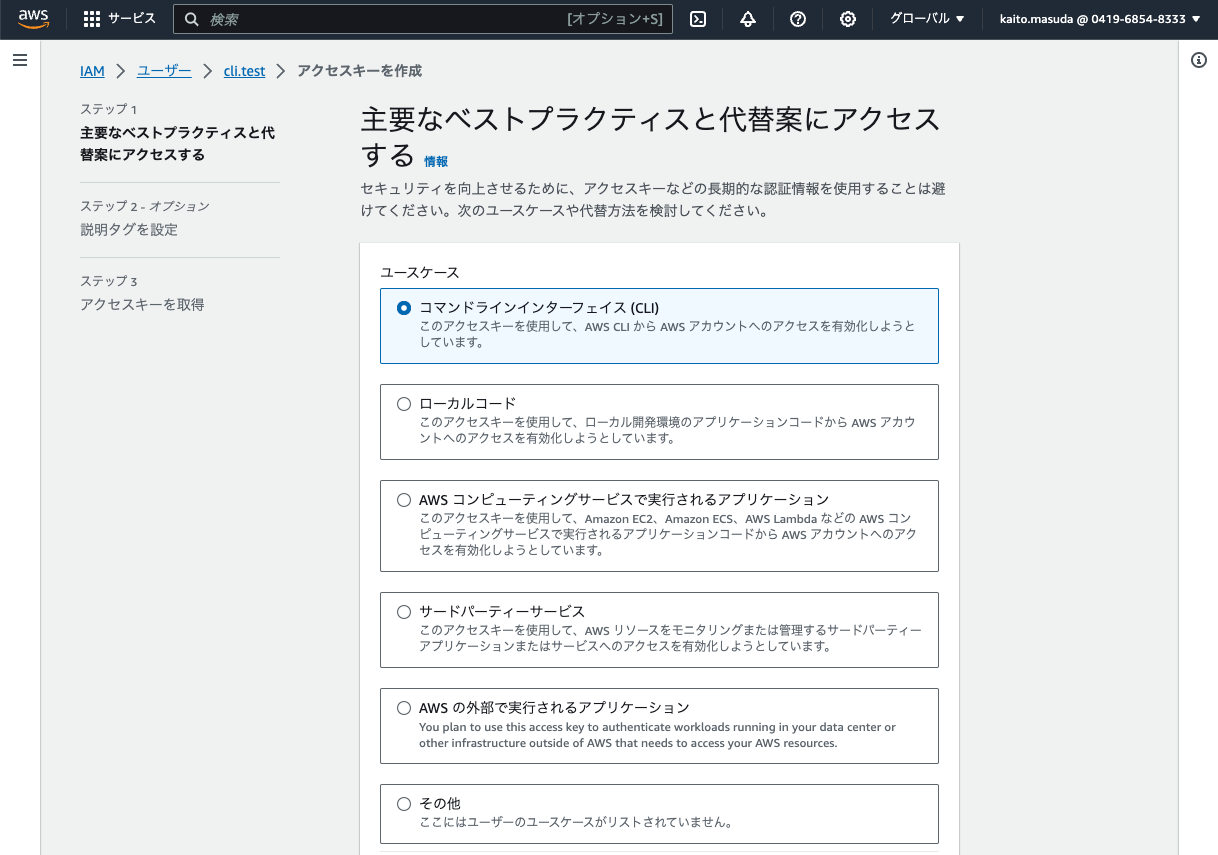 aws
サービス
検索
[オプション+S]
グローバル
kaito.masuda @ 0419-6854-8333
IAM
ユーザー
cli.test
アクセスキーを作成
ステップ 1
主要なベストプラクティスと代
替案にアクセスする
ステップ 2 - オプション
説明タグを設定
ステップ 3
アクセスキーを取得
主要なベストプラクティスと代替案にアクセス
する 情報
セキュリティを向上させるために、アクセスキーなどの長期的な認証情報を使用することは避
けてください。次のユースケースや代替方法を検討してください。
ユースケース
コマンドラインインターフェイス (CLI)
このアクセスキーを使用して、AWS CLI から AWS アカウントへのアクセスを有効化しようと
しています。
ローカルコード
このアクセスキーを使用して、ローカル開発環境のアプリケーションコードから AWS アカウ
ントへのアクセスを有効化しようとしています。
AWS コンピューティングサービスで実行されるアプリケーション
このアクセスキーを使用して、Amazon EC2、Amazon ECS、AWS Lambda などの AWS コン
ピューティングサービスで実行されるアプリケーションコードから AWS アカウントへのアク
セスを有効化しようとしています。
サードパーティーサービス
このアクセスキーを使用して、AWS リソースをモニタリングまたは管理するサードパーティー
アプリケーションまたはサービスへのアクセスを有効化しようとしています。
AWS の外部で実行されるアプリケーション
You plan to use this access key to authenticate workloads running in your data center or
other infrastructure outside of AWS that needs to access your AWS resources.
その他
ここにはユーザーのユースケースがリストされていません。